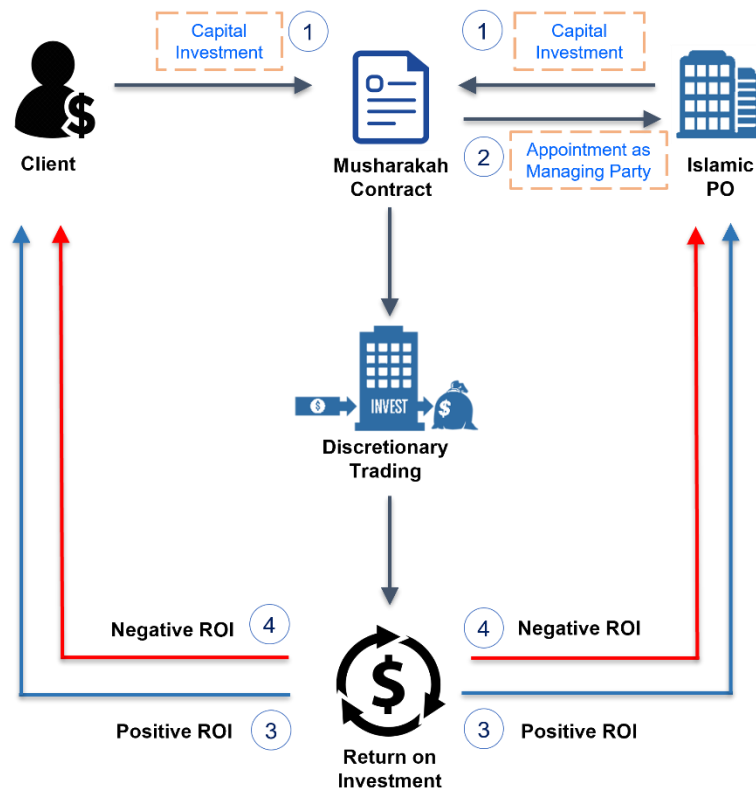 Capital
Investment
1
1
Capital
Investment
$
Client
Musharakah
Contract
2
Appointment as
Managing Party
Islamic
PO
$
INVEST
$
Discretionary
Trading
Negative ROI
4
4
Negative ROI
$
Positive ROI
3
3
Positive ROI
Return on
Investment